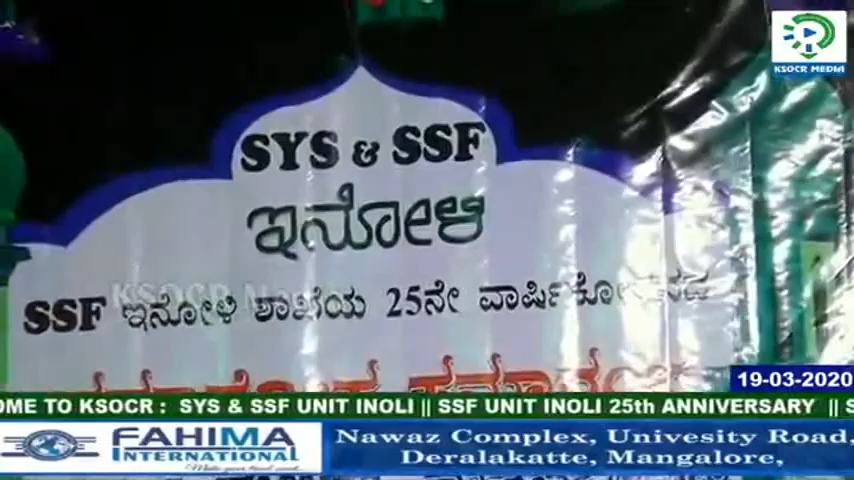 KSOCR MEDIA
SYS & SSF
ಇನೋಳಿ
SSF ಇನೋಳಿ ಶಾಖೆಯ 25ನೇ
19-03-2020
OME TO KSOCR : SYS & SSF UNIT INOLI || SSF UNIT INOLI 25th ANNIVERSARY || S
FAHIMA
INTERNATIONAL
Nawaz Complex, Univesity Road,
Deralakatte, Mangalore,